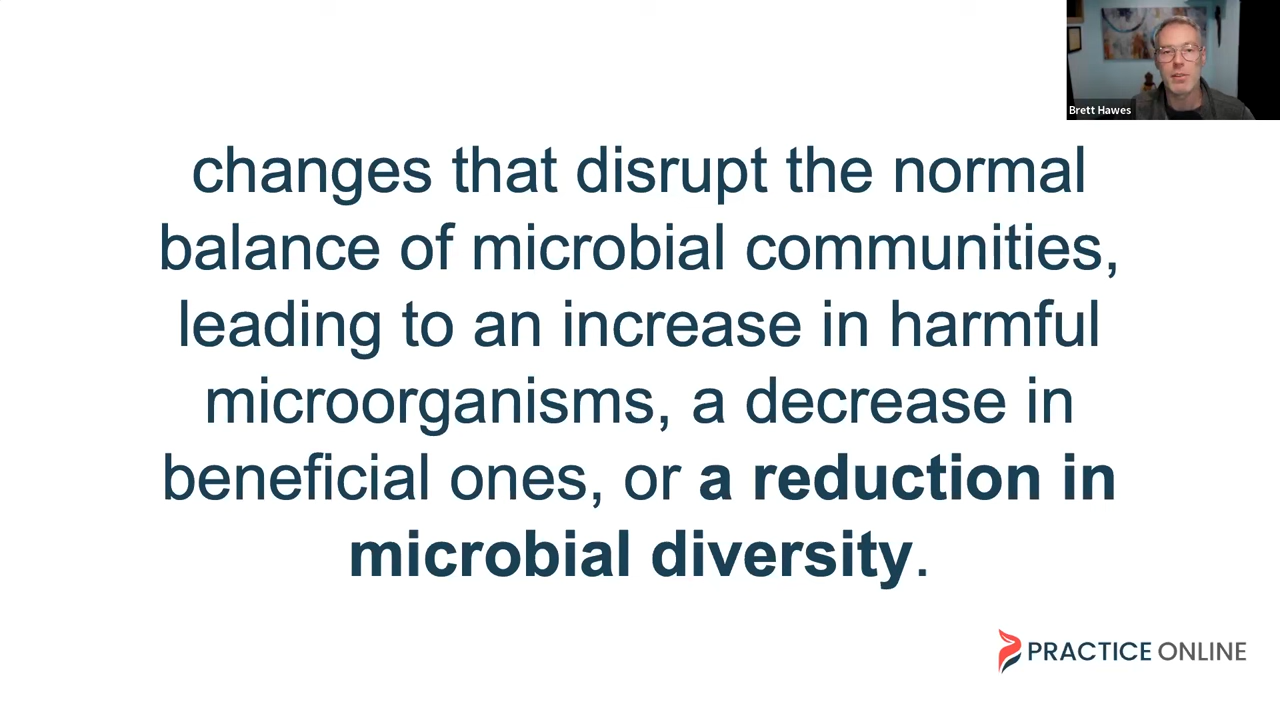 Brett Hawes
changes that disrupt the normal
balance of microbial communities,
leading to an increase in harmful
microorganisms, a decrease in
beneficial ones, or a reduction in
microbial diversity.
PRACTICE ONLINE